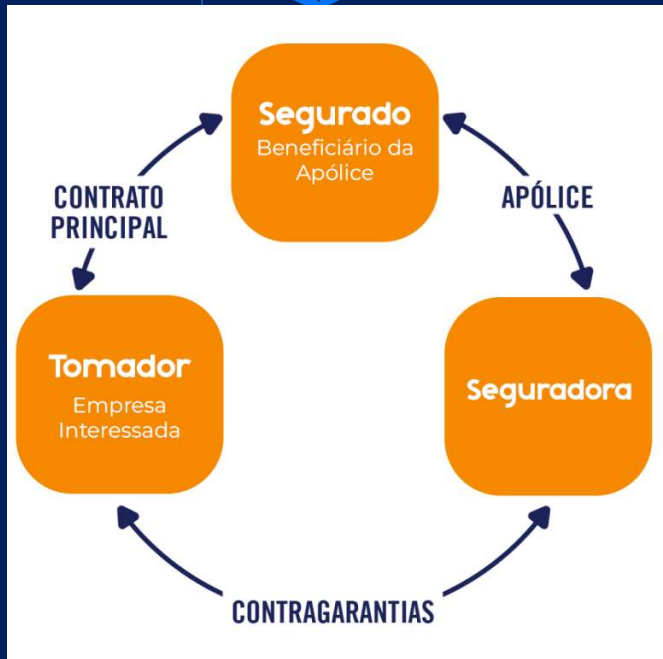 Segurado
Beneficiário da
Apólice
CONTRATO
PRINCIPAL
APÓLICE
Tomador
Empresa
Interessada
Seguradora
CONTRAGARANTIAS